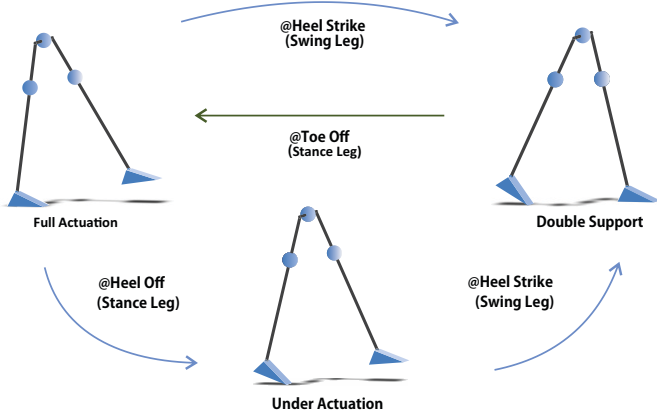 @Heel Strike
(Swing Leg)
@Toe Off
(Stance Leg)
Full Actuation
Double Support
@Heel Off
(Stance Leg)
@Heel Strike
(Swing Leg)
Under Actuation